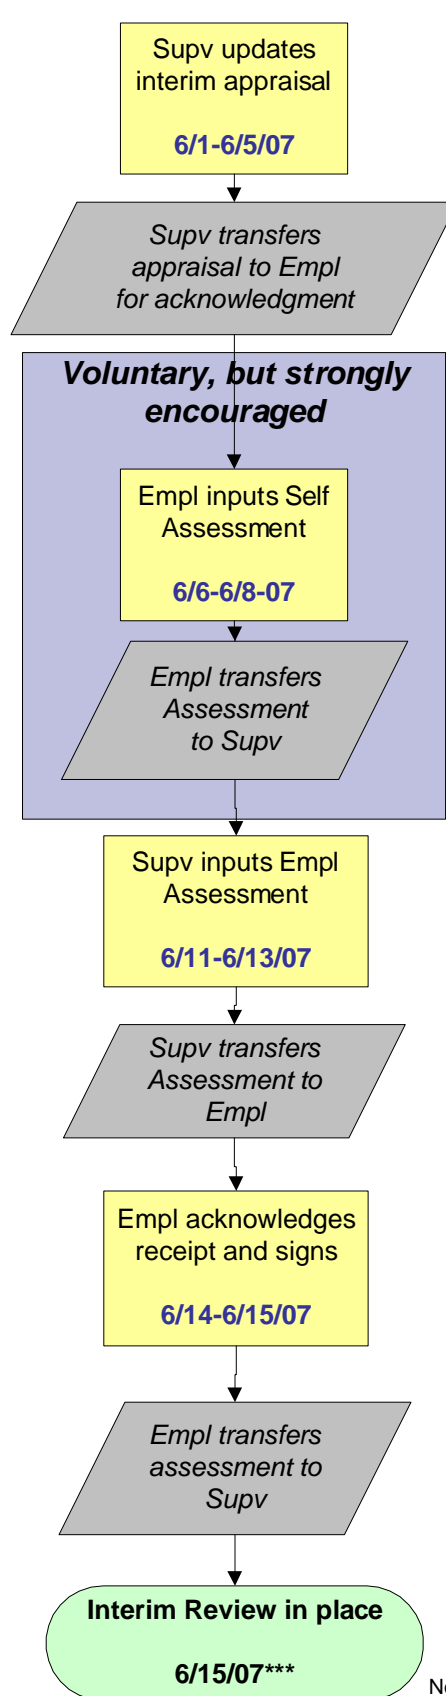 Supv updates
interim appraisal
6/1-6/5/07
Supv transfers
appraisal to Empl
for acknowledgment
Voluntary, but strongly
encouraged
Empl inputs Self
Assessment
6/6-6/8-07
Empl transfers
Assessment
to Supv
Supv inputs Empl
Assessment
6/11-6/13/07
Supv transfers
Assessment to
Empl
Empl acknowledges
receipt and signs
6/14-6/15/07
Empl transfers
assessment to
Supv
Interim Review in place
6/15/07***